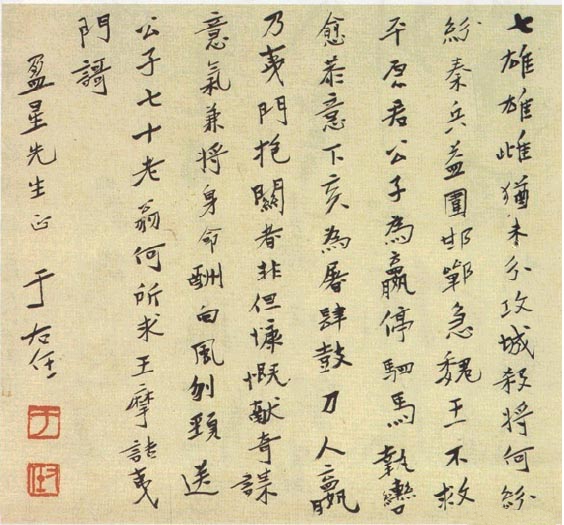 七雄雄雌猶未分攻城殺將何紛
紛秦兵益圍邯鄲急魏王不救
平原君公子為嬴停駟馬執轡
愈恭意下亥為屠肆鼓刀人嬴
乃夷門抱關者非但慷慨獻奇謀
意氣兼將身命酬向風刎頸送
公子七十老翁何所求王摩詰夷
門謌
盈星先生正 于右任
于